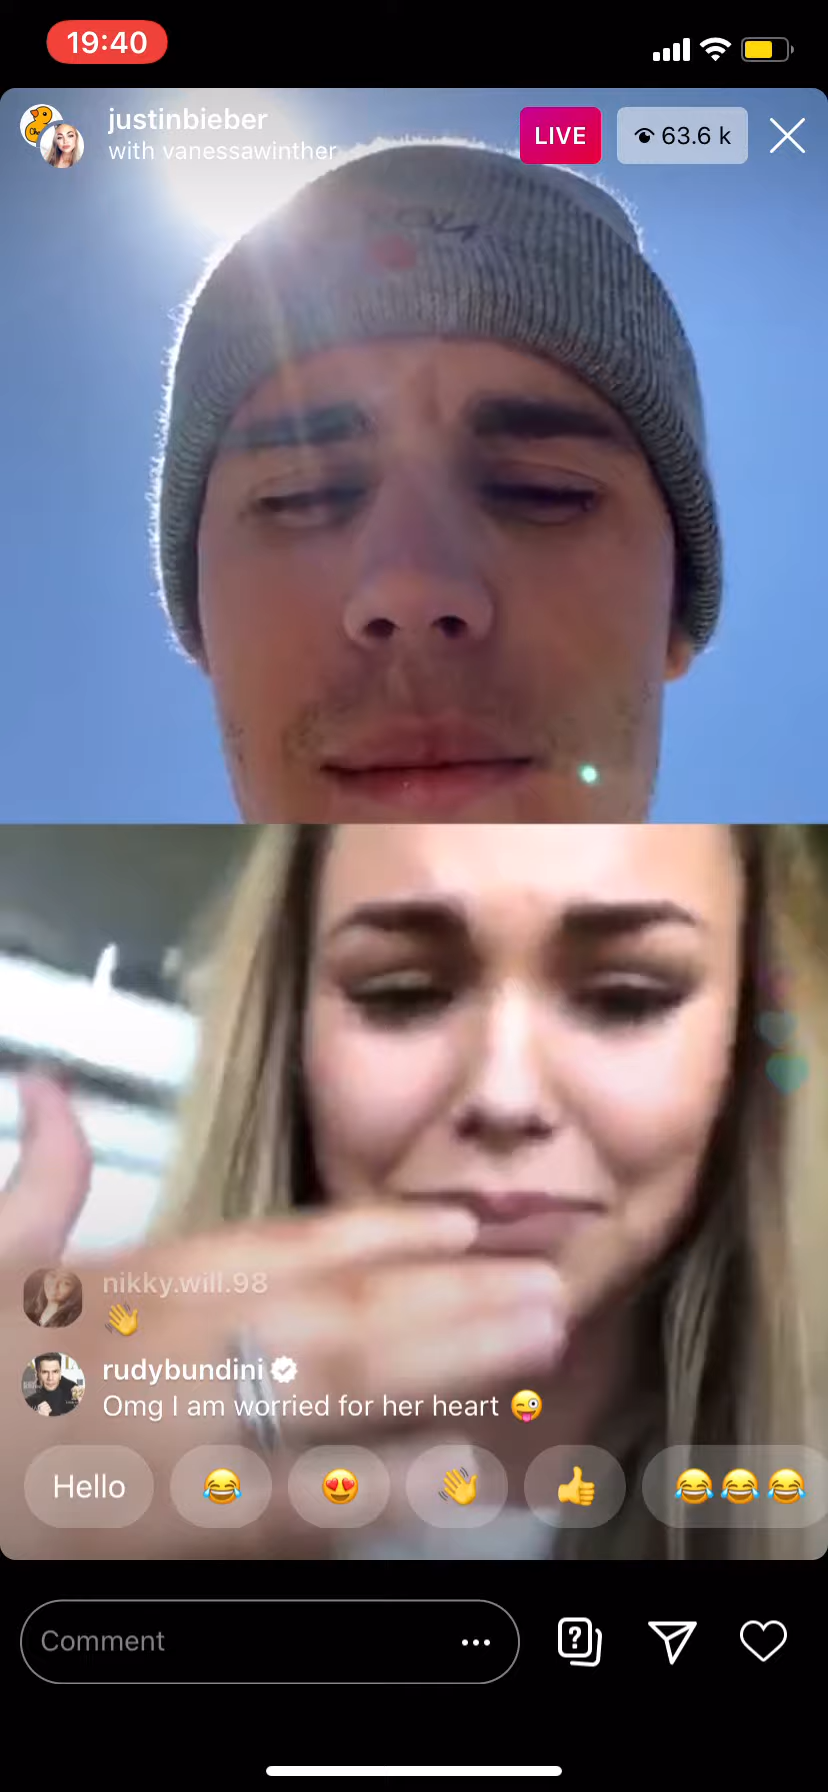 19:40
justinbieber
with vanessawinther
LIVE
63.6 k
nikky.will.98
👋
rudybundini
Omg I am worried for her heart 😜
Hello 😂 😍 👋 👍 😂😂😂
Comment